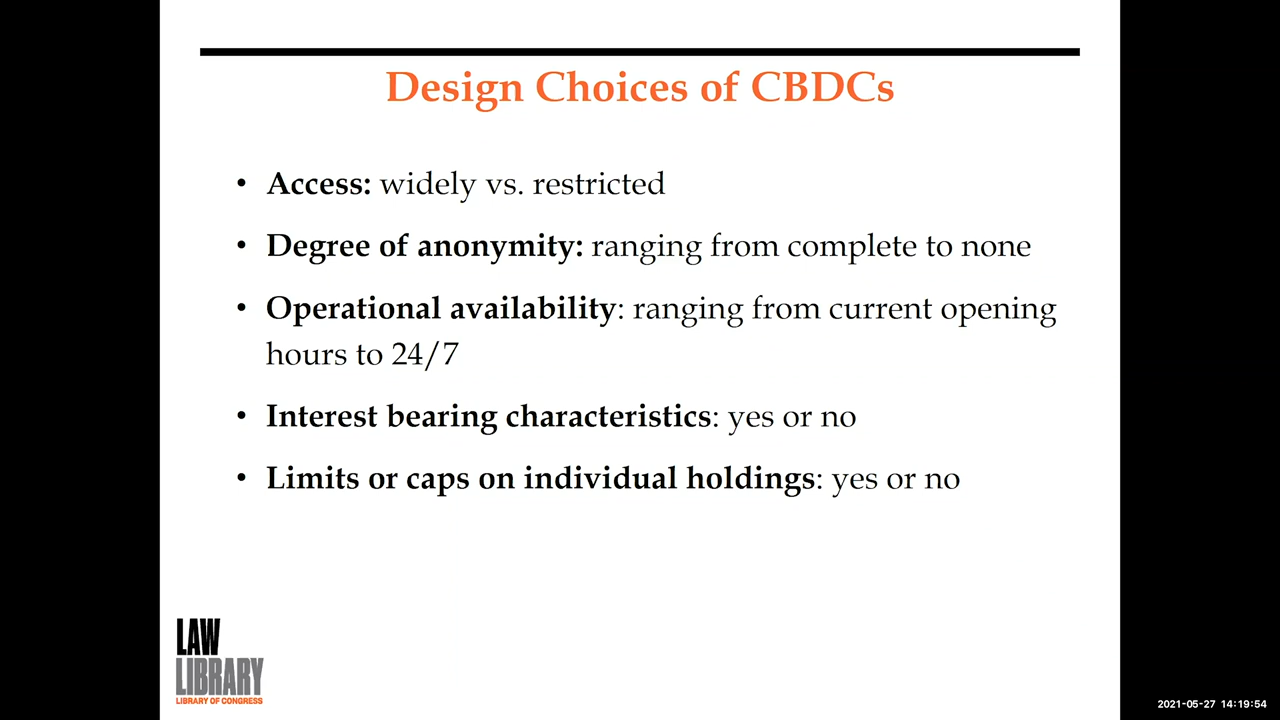 Design Choices of CBDCs
• Access: widely vs. restricted
• Degree of anonymity: ranging from complete to none
• Operational availability: ranging from current opening
hours to 24/7
• Interest bearing characteristics: yes or no
• Limits or caps on individual holdings: yes or no
LAW
LIBRARY
LIBRARY OF CONGRESS
2021-05-27 14:19:54